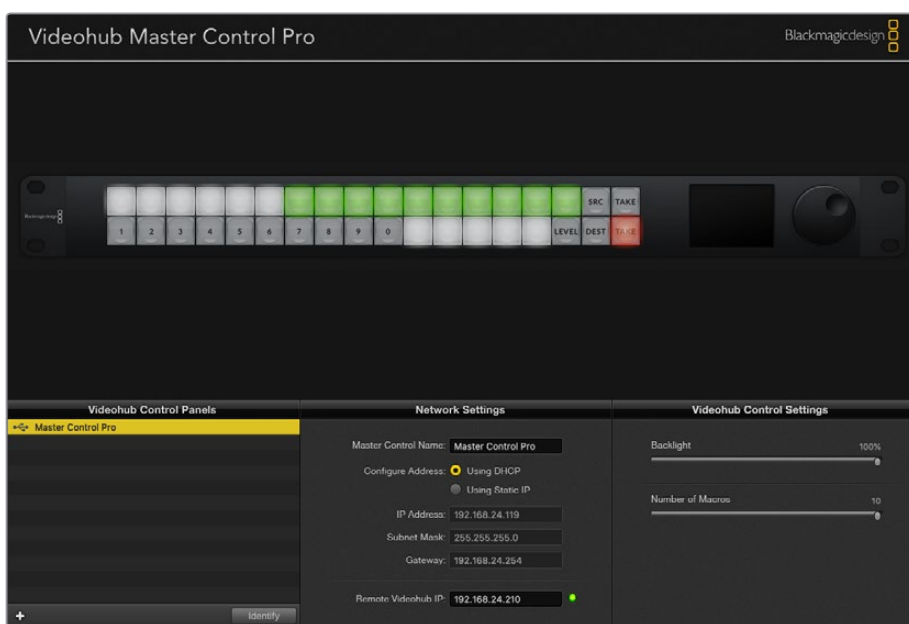 Videohub Master Control Pro
Blackmagicdesign
Blackmagicdesign
SRC TAKE
1 2 3 4 5 6 7 8 9 0 LEVEL DEST TAKE
Videohub Control Panels
Master Control Pro
Identify
Network Settings
Master Control Name: Master Control Pro
Configure Address: Using DHCP
Using Static IP
IP Address: 192.168.24.119
Subnet Mask: 255.255.255.0
Gateway: 192.168.24.254
Remote Videohub IP: 192.168.24.210
Videohub Control Settings
Backlight 100%
Number of Macros 10